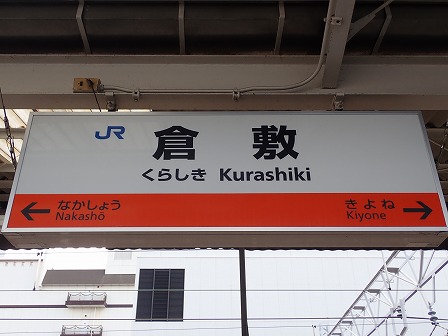 JR 倉敷
くらしき Kurashiki
← なかしょう きよね →
Nakashō Kiyone